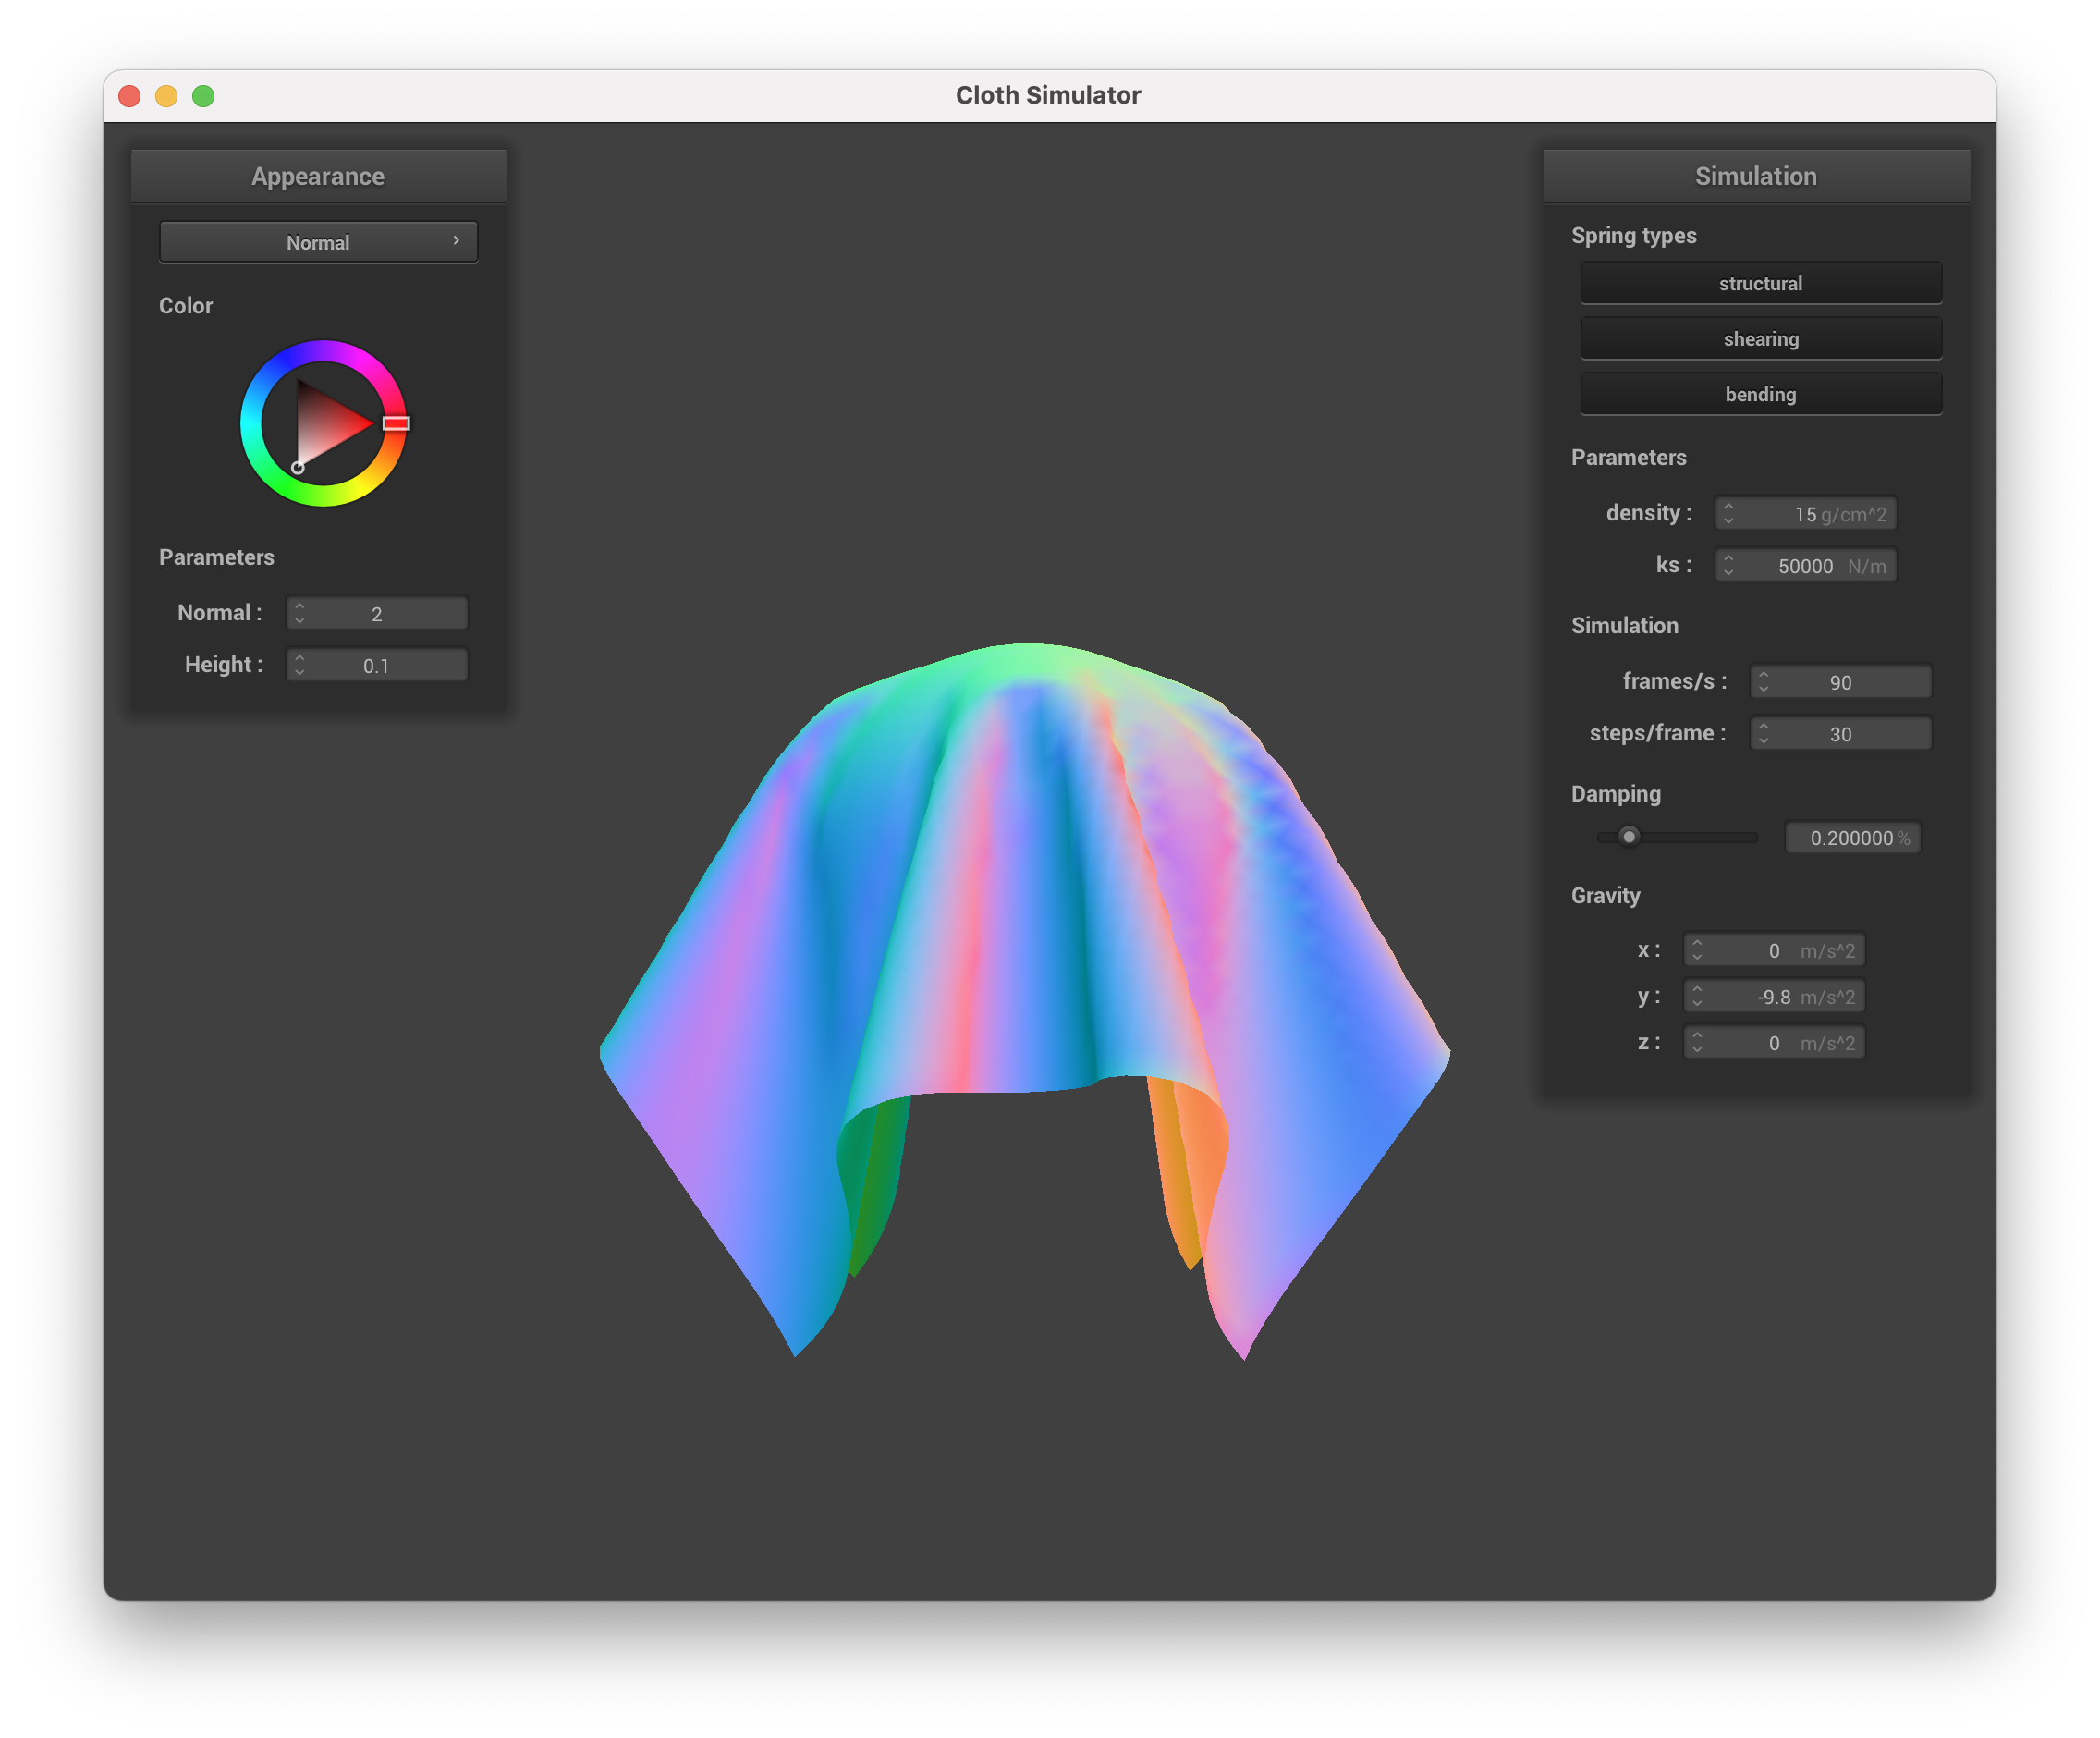 Cloth Simulator
Appearance
Normal
Color
Parameters
Normal : 2
Height : 0.1
Simulation
Spring types
structural
shearing
bending
Parameters
density : 15 g/cm^2
ks : 50000 N/m
Simulation
frames/s : 90
steps/frame : 30
Damping
0.200000 %
Gravity
x : 0 m/s^2
y : -9.8 m/s^2
z : 0 m/s^2